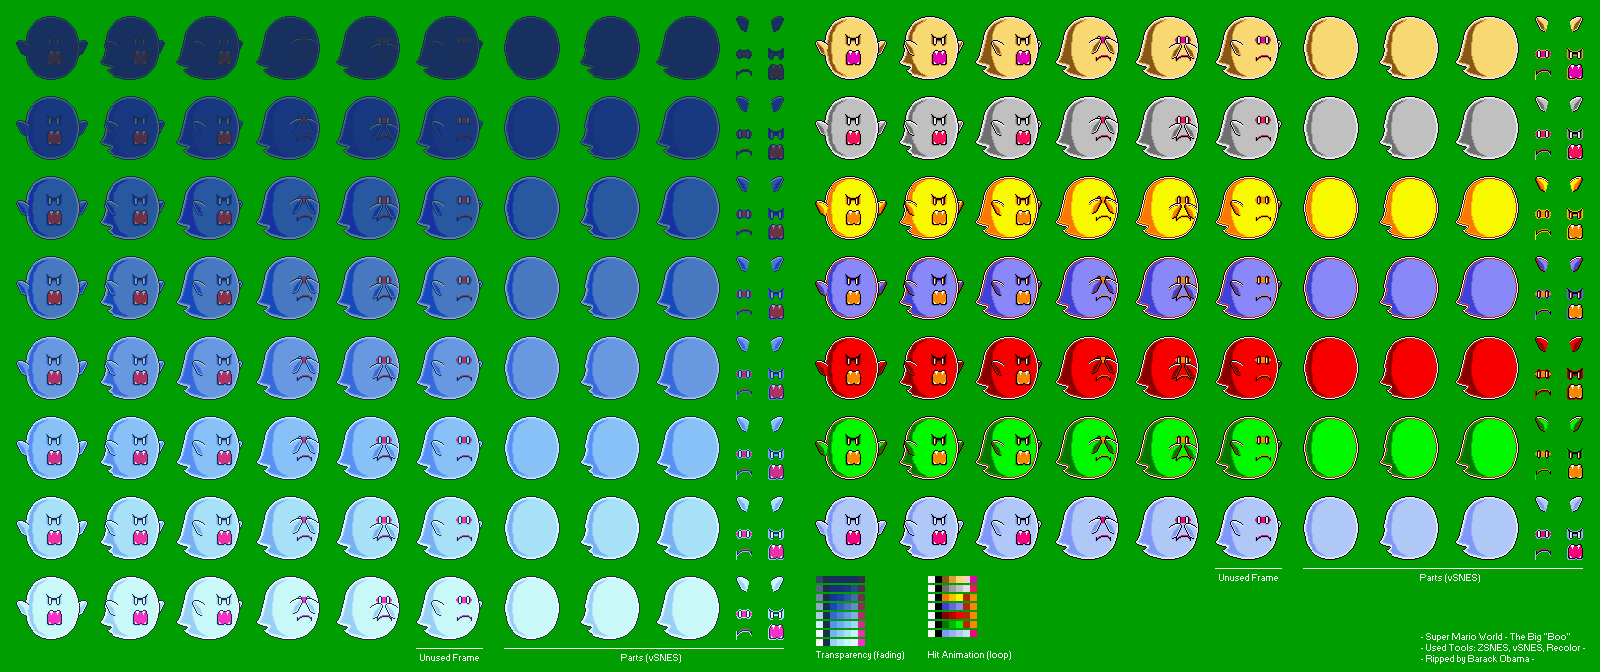 Unused Frame
Parts (vSNES)
Unused Frame
Parts (vSNES)
Transparency (fading)
Hit Animation (loop)
- Super Mario World - The Big "Boo"
- Used Tools: ZSNES, vSNES, Recolor -
- Ripped by Barack Obama -